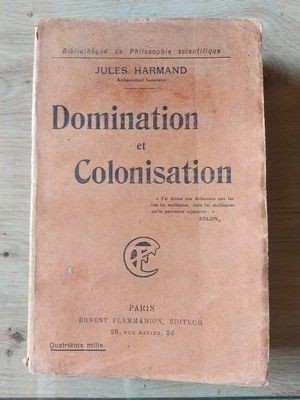 Bibliothèque de Philosophie scientifique
JULES HARMAND
Ambassadeur honoraire
Domination
et
Colonisation
« J'ai donné aux Athéniens non les
lois les meilleures, mais les meilleures
qu'ils pouvaient supporter. »
SOLON,
PARIS
ERNEST FLAMMARION, ÉDITEUR
26, RUE RACINE, 26
Quatrième mille